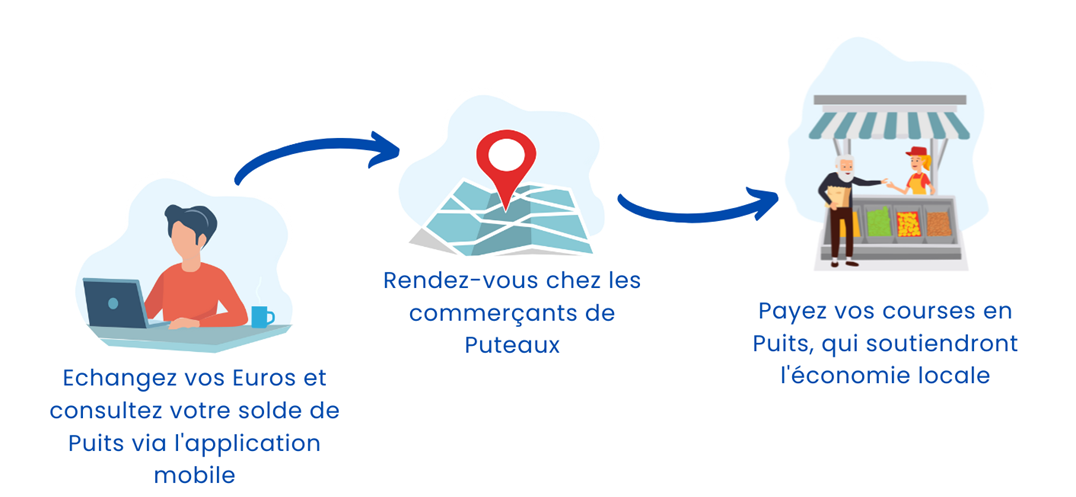 Echangez vos Euros et
consultez votre solde de
Puits via l'application
mobile
Rendez-vous chez les
commerçants de
Puteaux
Payez vos courses en
Puits, qui soutiendront
l'économie locale